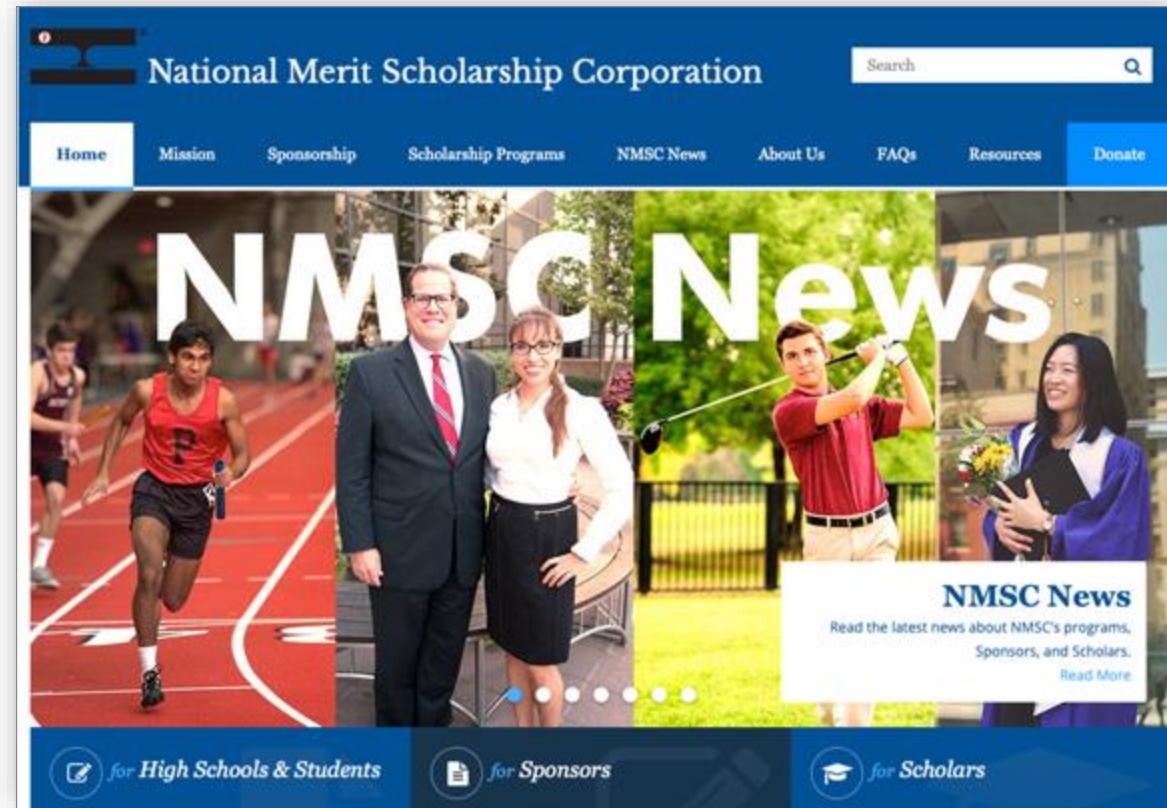 National Merit Scholarship Corporation
Search
Home Mission Sponsorship Scholarship Programs NMSC News About Us FAQs Resources Donate
NMSC News
P
NMSC News
Read the latest news about NMSC's programs,
Sponsors, and Scholars.
Read More
for High Schools & Students
for Sponsors
for Scholars